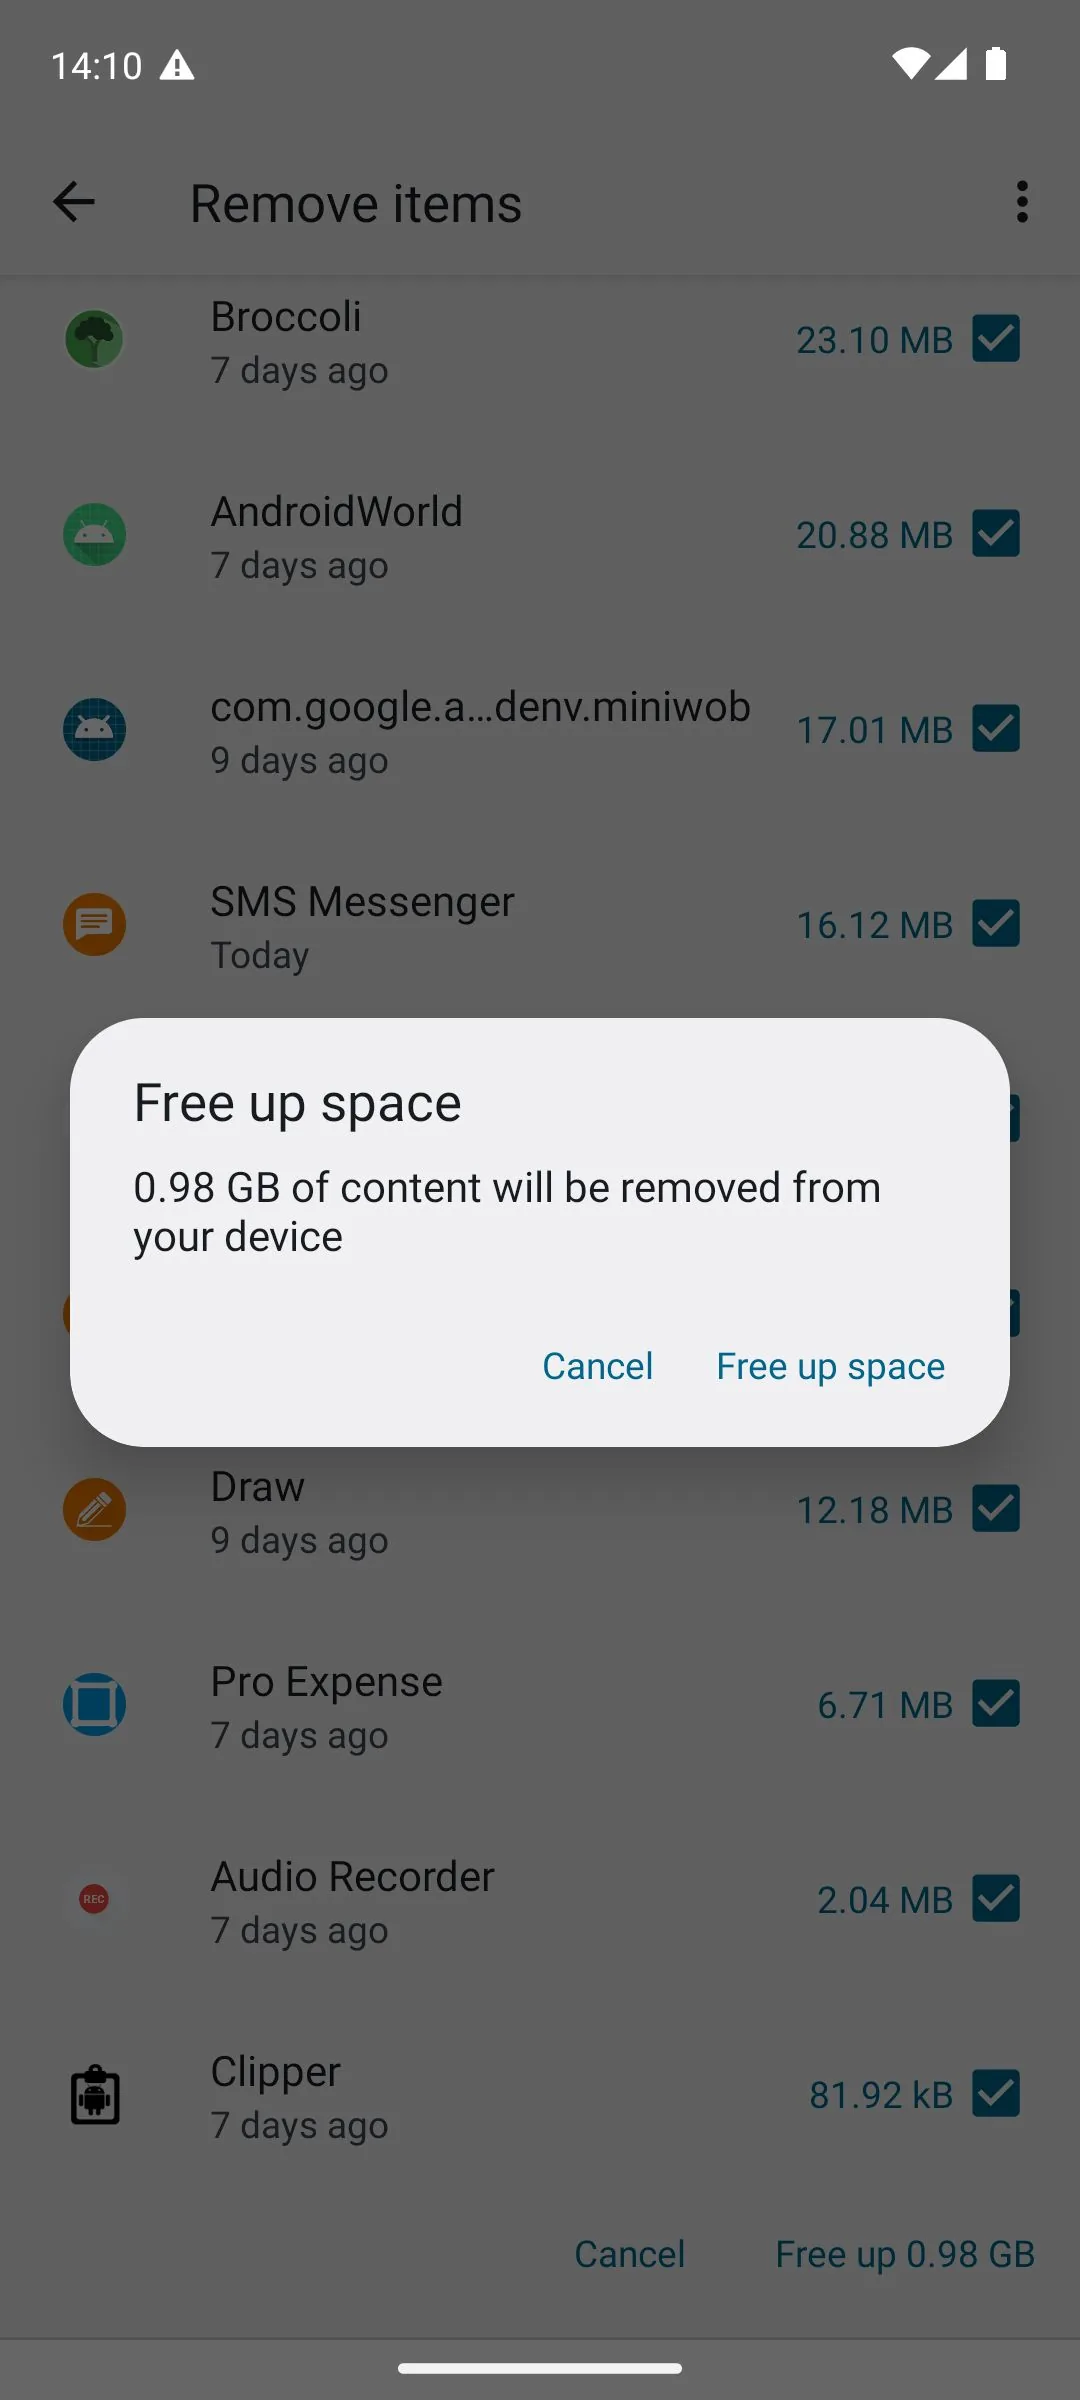 14:10
Remove items
Broccoli
23.10 MB
7 days ago
AndroidWorld
20.88 MB
7 days ago
com.google.a…denv.miniwob
17.01 MB
9 days ago
SMS Messenger
16.12 MB
Today
Free up space
0.98 GB of content will be removed from
your device
Cancel
Free up space
Draw
12.18 MB
9 days ago
Pro Expense
6.71 MB
7 days ago
REC
Audio Recorder
2.04 MB
7 days ago
Clipper
81.92 kB
7 days ago
Cancel
Free up 0.98 GB